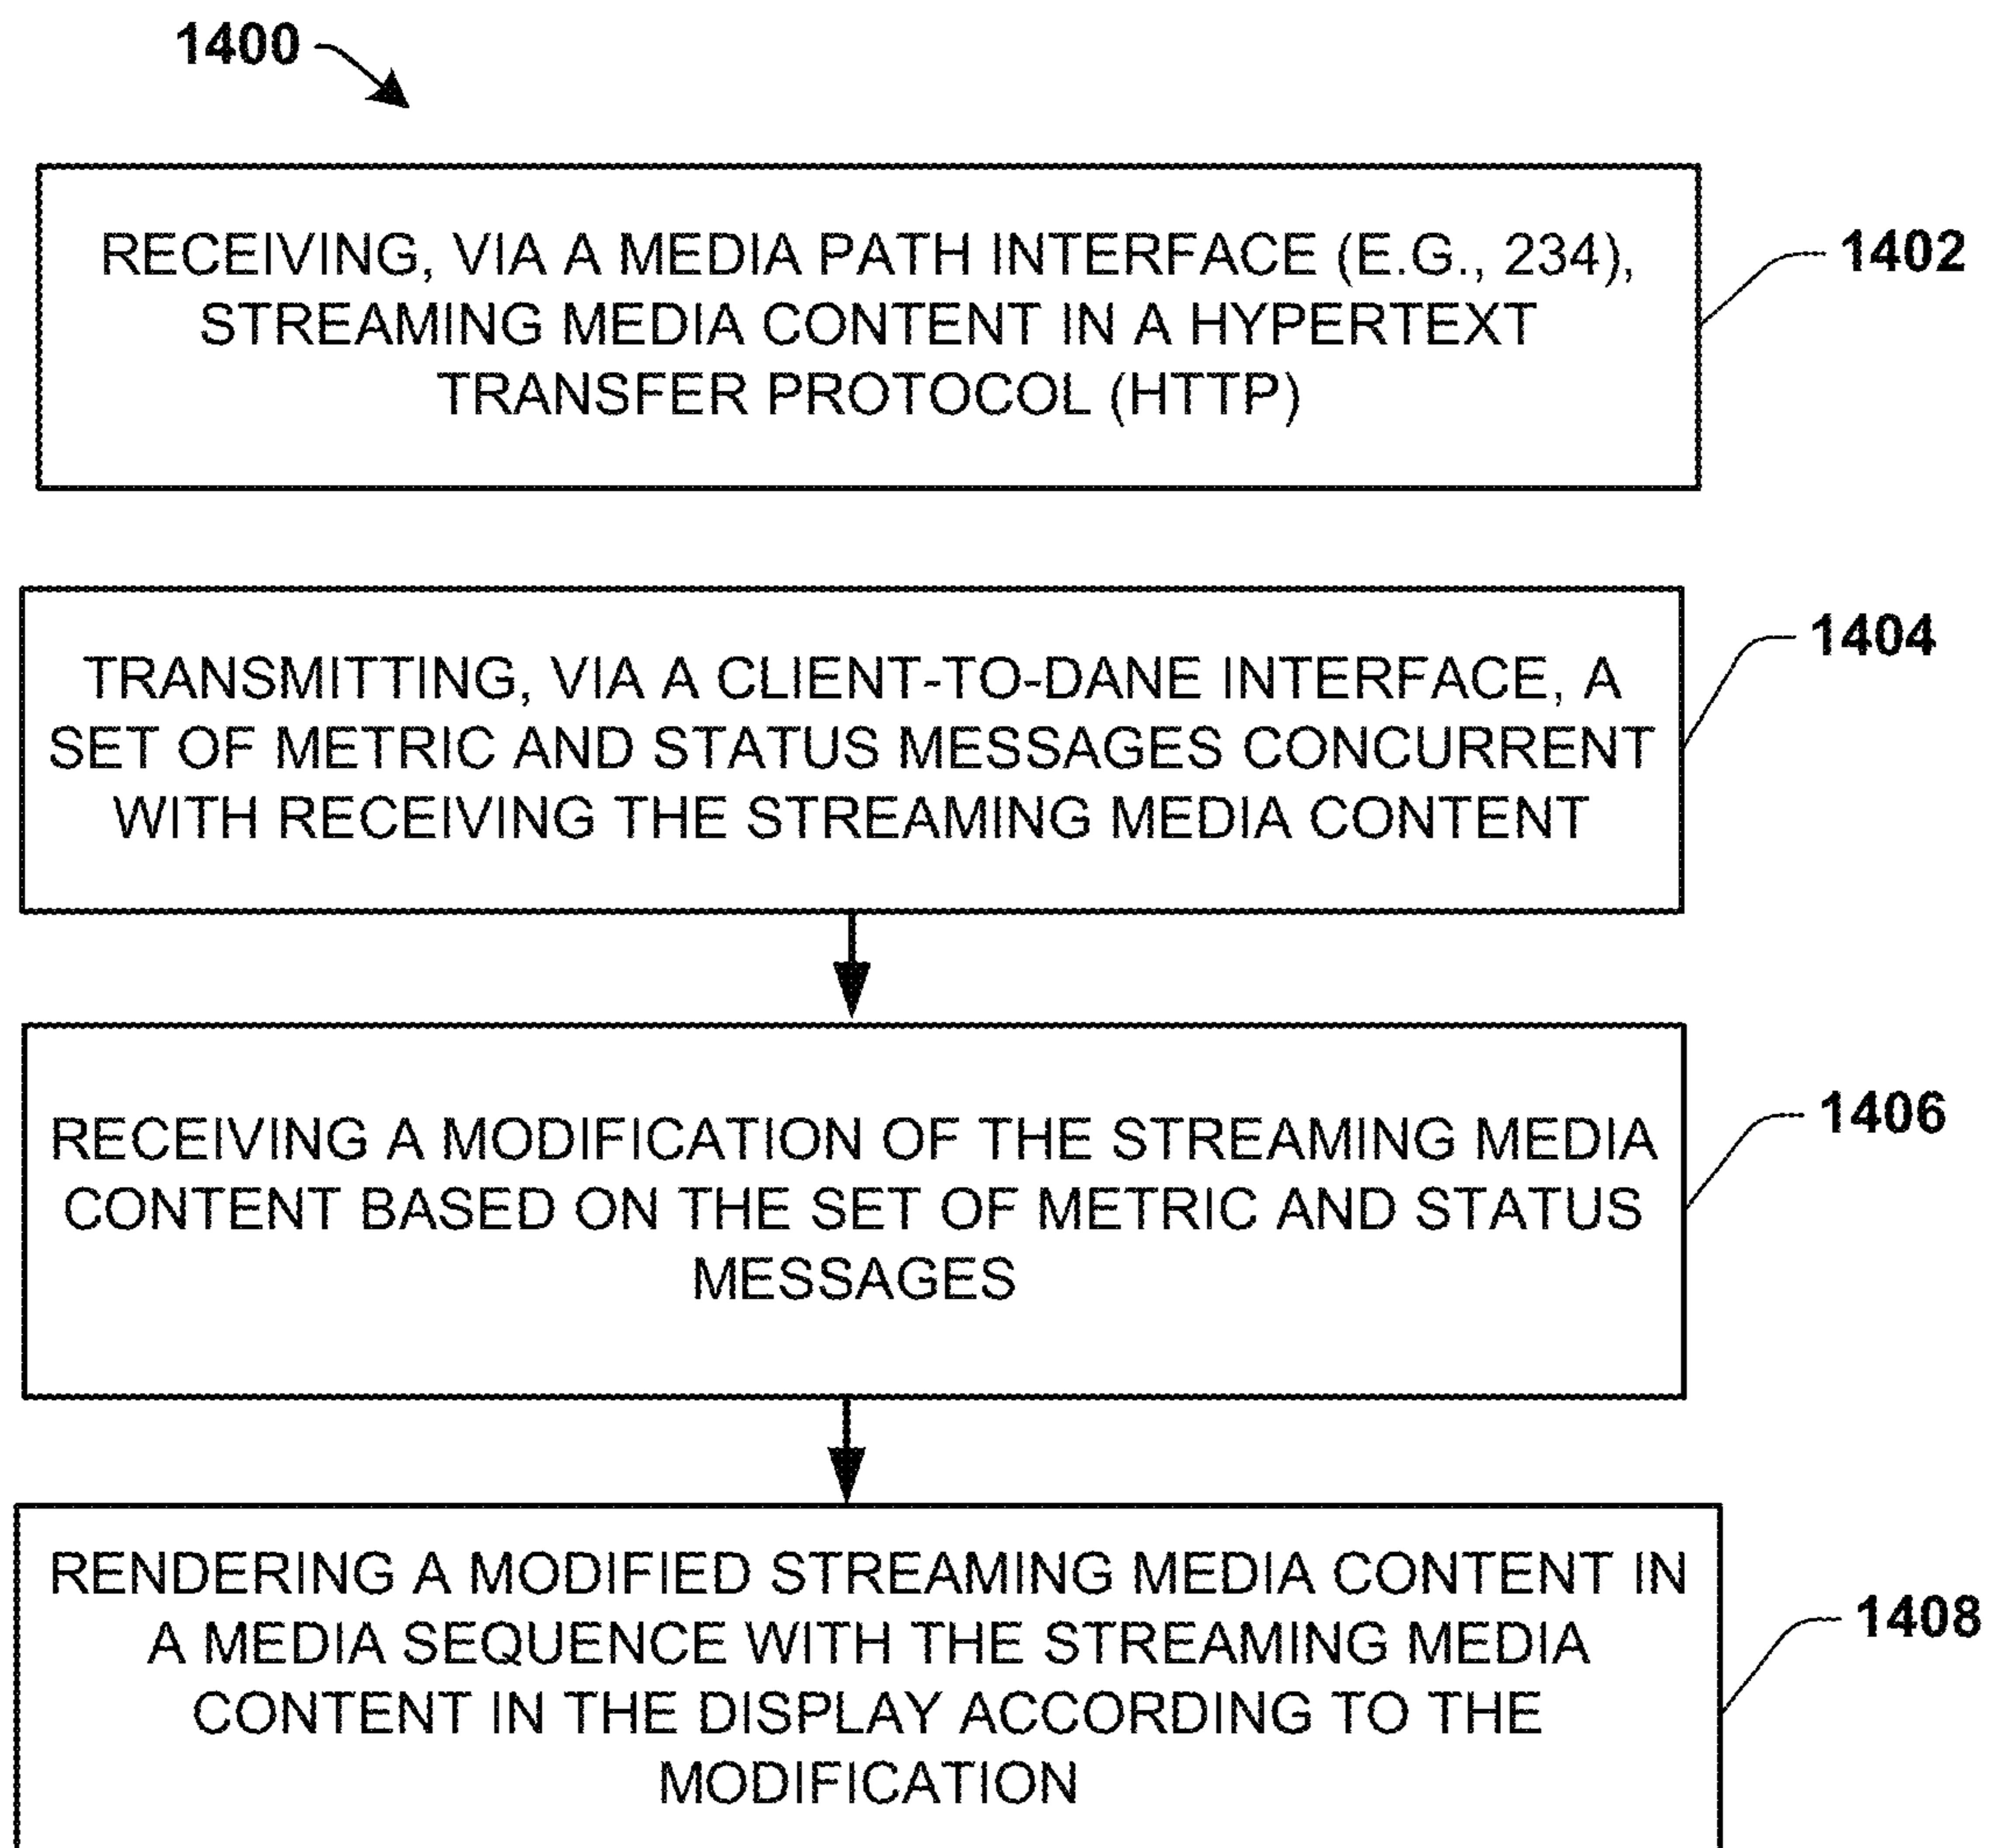 1400
RECEIVING, VIA A MEDIA PATH INTERFACE (E.G., 234),
STREAMING MEDIA CONTENT IN A HYPERTEXT
TRANSFER PROTOCOL (HTTP)
1402
TRANSMITTING, VIA A CLIENT-TO-DANE INTERFACE, A
SET OF METRIC AND STATUS MESSAGES CONCURRENT
WITH RECEIVING THE STREAMING MEDIA CONTENT
1404
RECEIVING A MODIFICATION OF THE STREAMING MEDIA
CONTENT BASED ON THE SET OF METRIC AND STATUS
MESSAGES
1406
RENDERING A MODIFIED STREAMING MEDIA CONTENT IN
A MEDIA SEQUENCE WITH THE STREAMING MEDIA
CONTENT IN THE DISPLAY ACCORDING TO THE
MODIFICATION
1408